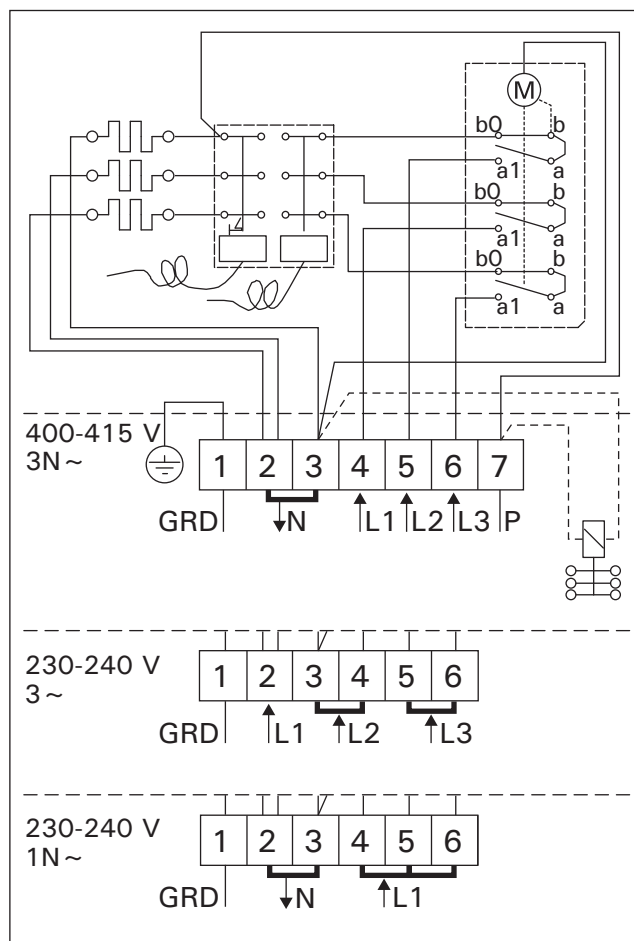 M
b0 b
a1 a
b0 b
a1 a
b0 b
a1 a
400-415 V
3N~
1 2 3 4 5 6 7
GRD N L1 L2 L3 P
230-240 V
3~
1 2 3 4 5 6
GRD L1 L2 L3
230-240 V
1N~
1 2 3 4 5 6
GRD N L1